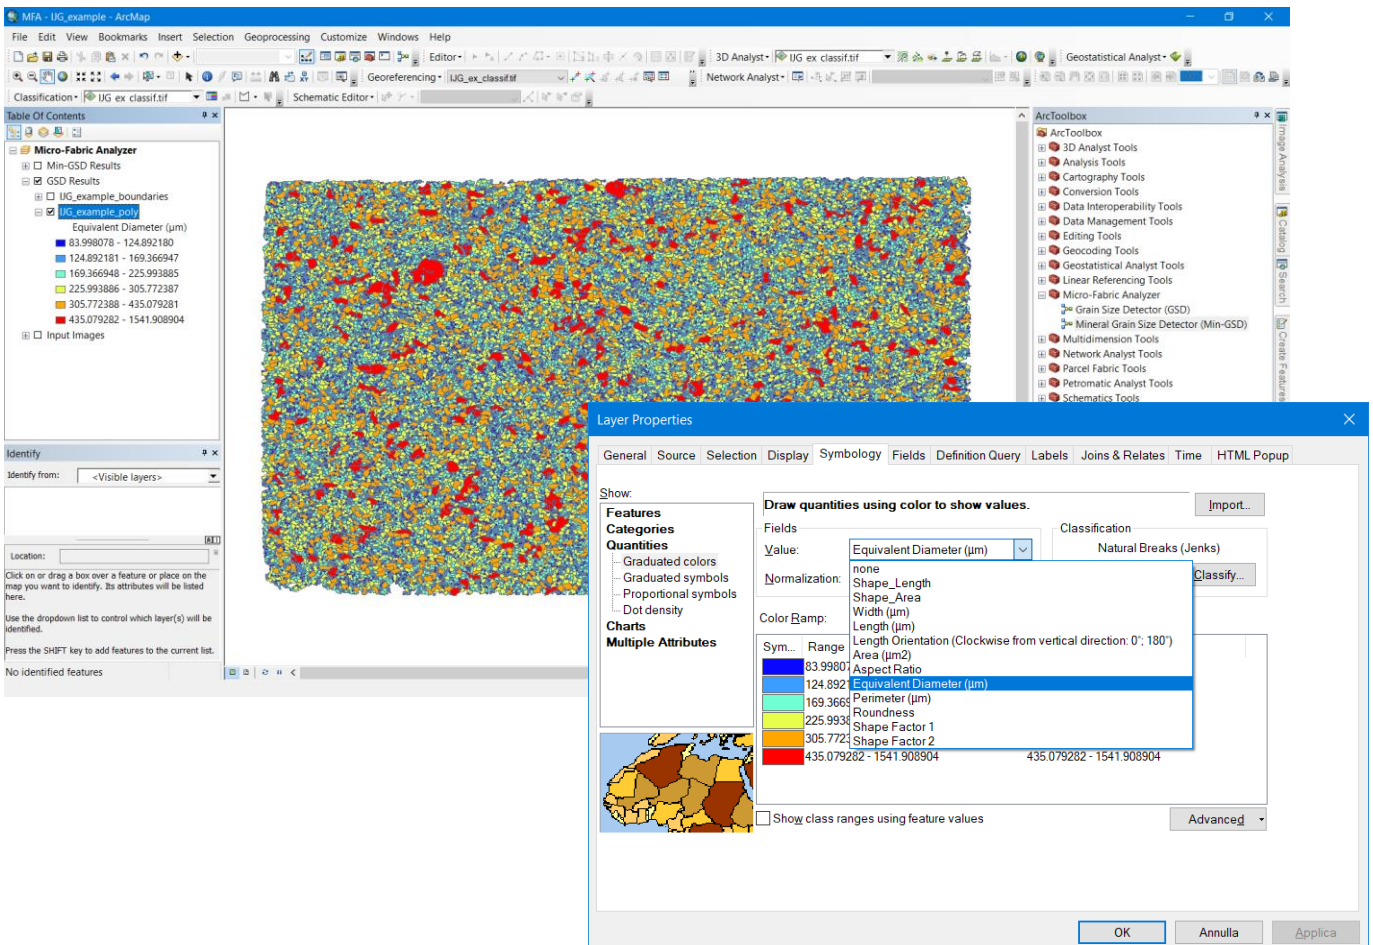 MFA - IJG_example - ArcMap
File Edit View Bookmarks Insert Selection Geoprocessing Customize Windows Help
Editor
3D Analyst
IJG ex classif.tif
Geostatistical Analyst
Georeferencing
IJG_ex_classif.tif
Network Analyst
Classification
IJG ex classif.tif
Schematic Editor
Table Of Contents
Micro-Fabric Analyzer
Min-GSD Results
GSD Results
IJG_example_boundaries
IJG_example_poly
Equivalent Diameter (µm)
83.998078 - 124.892180
124.892181 - 169.366947
169.366948 - 225.993885
225.993886 - 305.772387
305.772388 - 435.079281
435.079282 - 1541.908904
Input Images
Identify
Identify from: <Visible layers>
Location:
Click on or drag a box over a feature or place on the
map you want to identify. Its attributes will be listed
here.
Use the dropdown list to control which layer(s) will be
identified.
Press the SHIFT key to add features to the current list.
No identified features
ArcToolbox
ArcToolbox
3D Analyst Tools
Analysis Tools
Cartography Tools
Conversion Tools
Data Interoperability Tools
Data Management Tools
Editing Tools
Geocoding Tools
Geostatistical Analyst Tools
Linear Referencing Tools
Micro-Fabric Analyzer
Grain Size Detector (GSD)
Mineral Grain Size Detector (Min-GSD)
Multidimension Tools
Network Analyst Tools
Parcel Fabric Tools
Petromatic Analyst Tools
Schematics Tools
Image Analysis
Catalog
Search
Create Features
Layer Properties
General Source Selection Display Symbology Fields Definition Query Labels Joins & Relates Time HTML Popup
Show:
Features
Categories
Quantities
Graduated colors
Graduated symbols
Proportional symbols
Dot density
Charts
Multiple Attributes
Draw quantities using color to show values.
Import...
Fields
Value: Equivalent Diameter (µm)
Normalization:
Classification
Natural Breaks (Jenks)
Classify...
none
Shape_Length
Shape_Area
Width (µm)
Length (µm)
Length Orientation (Clockwise from vertical direction: 0°; 180°)
Area (µm2)
Aspect Ratio
Equivalent Diameter (µm)
Perimeter (µm)
Roundness
Shape Factor 1
Shape Factor 2
Color Ramp:
Sym... Range
83.99807
124.892
169.366
225.9938
305.7723
435.079282 - 1541.908904 435.079282 - 1541.908904
Show class ranges using feature values
Advanced
OK Annulla Applica